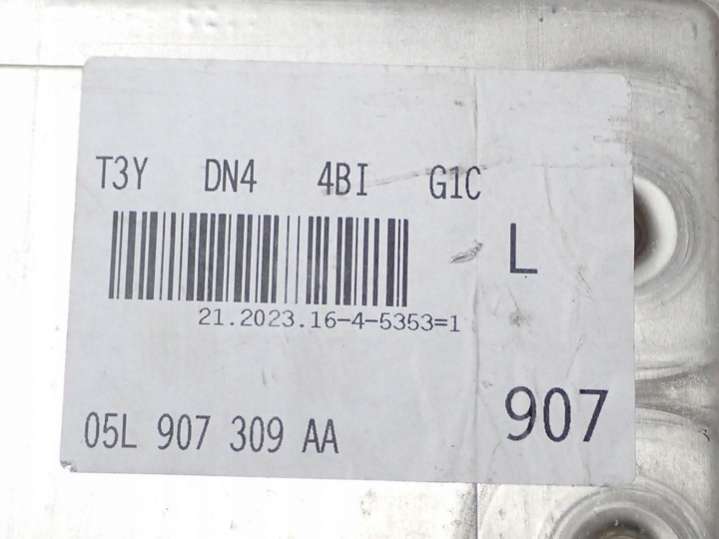 T3Y DN4 4BI G1C
L
21.2023.16-4-5353=1
05L 907 309 AA 907